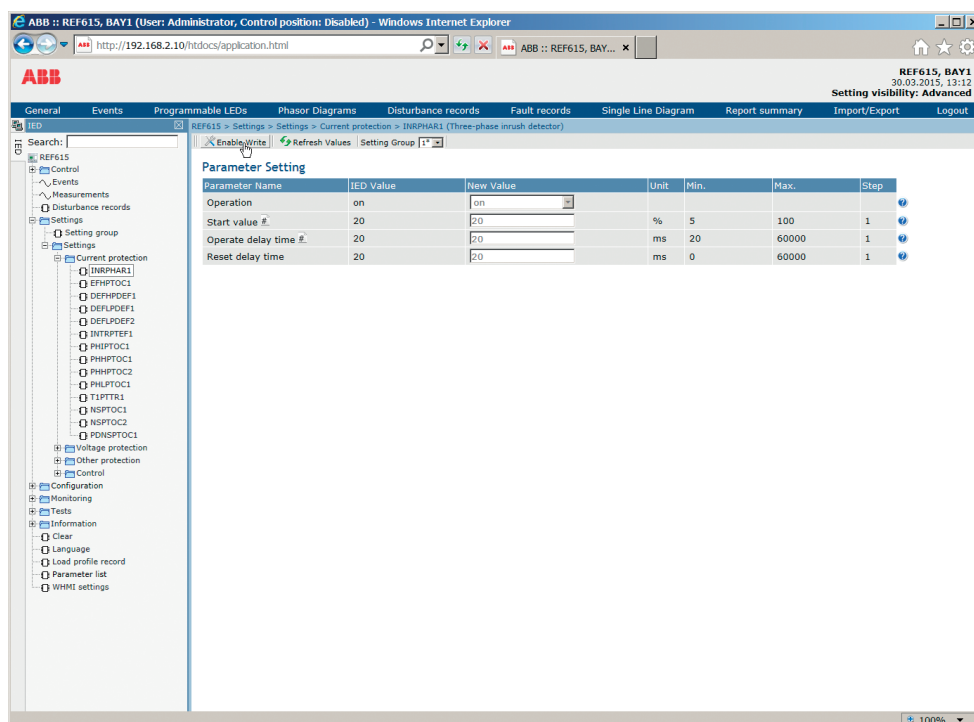 ABB :: REF615, BAY1 (User: Administrator, Control position: Disabled) - Windows Internet Explorer
http://192.168.2.10/htdocs/application.html
ABB :: REF615, BAY...
ABB
REF615, BAY1
30.03.2015, 13:12
Setting visibility: Advanced
General Events Programmable LEDs Phasor Diagrams Disturbance records Fault records Single Line Diagram Report summary Import/Export Logout
IED
REF615 > Settings > Settings > Current protection > INRPHAR1 (Three-phase inrush detector)
IED
Search:
Enable Write Refresh Values Setting Group 1*
REF615
Control
Events
Measurements
Disturbance records
Settings
Setting group
Settings
Current protection
INRPHAR1
EFHPTOC1
DEFHPDEF1
DEFLPDEF1
DEFLPDEF2
INTRPTEF1
PHIPTOC1
PHHPTOC1
PHHPTOC2
PHLPTOC1
T1PTTR1
NSPTOC1
NSPTOC2
PDNSPTOC1
Voltage protection
Other protection
Control
Configuration
Monitoring
Tests
Information
Clear
Language
Load profile record
Parameter list
WHMI settings
Parameter Setting
Parameter Name IED Value New Value Unit Min. Max. Step
Operation on on
Start value # 20 20 % 5 100 1
Operate delay time # 20 20 ms 20 60000 1
Reset delay time 20 20 ms 0 60000 1
100%